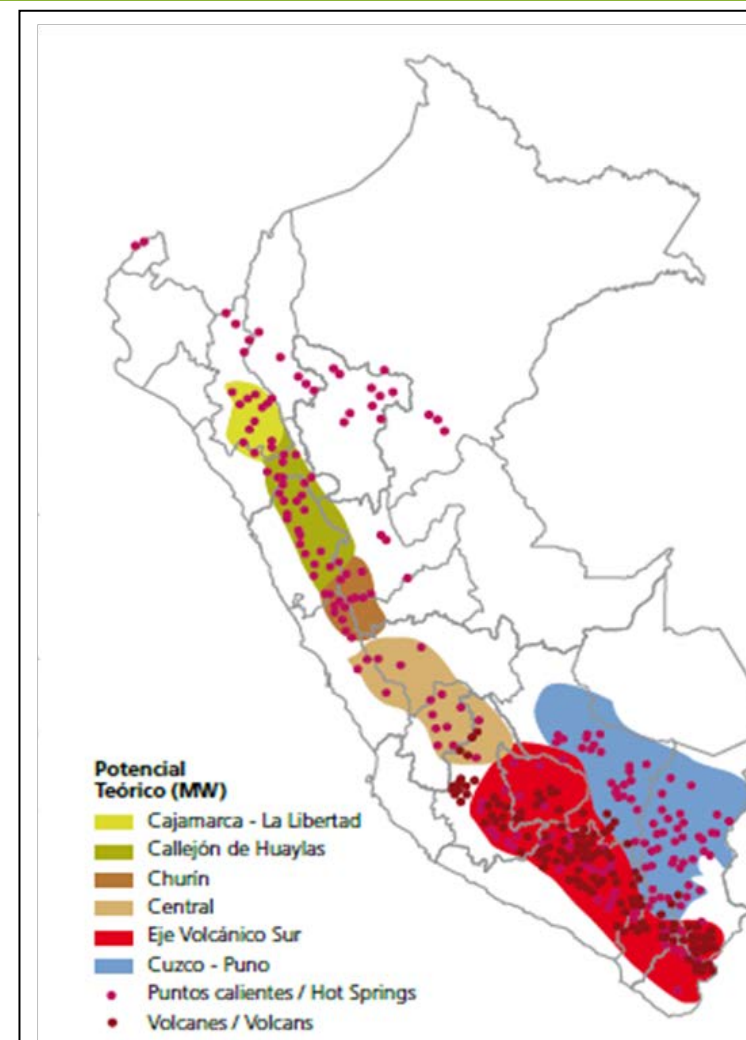 Potencial
Teórico (MW)
Cajamarca - La Libertad
Callejón de Huaylas
Churín
Central
Eje Volcánico Sur
Cuzco - Puno
Puntos calientes / Hot Springs
Volcanes / Volcans